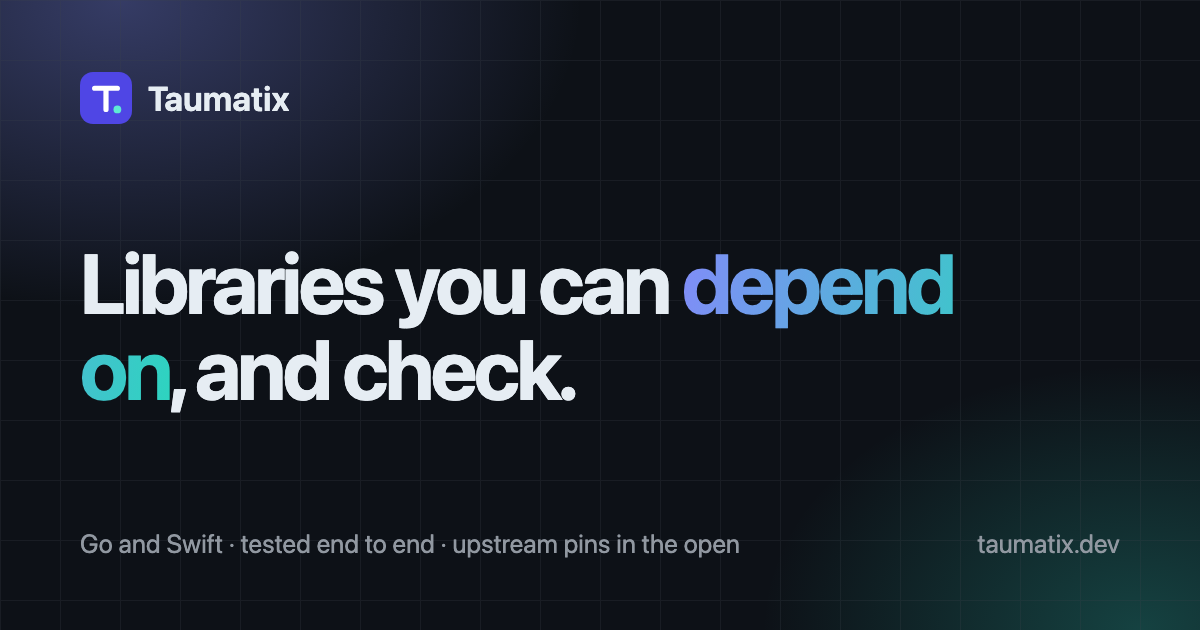 T.
Taumatix
Libraries you can depend
on, and check.
Go and Swift · tested end to end · upstream pins in the open
taumatix.dev